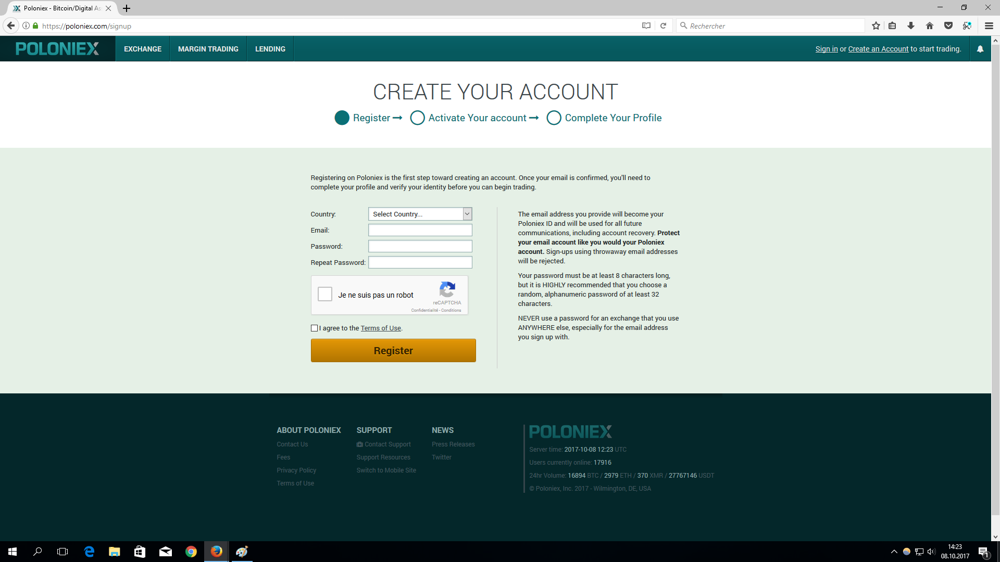 Poloniex - Bitcoin/Digital As
https://poloniex.com/signup
Rechercher
POLONIEX
EXCHANGE
MARGIN TRADING
LENDING
Sign in or Create an Account to start trading.
CREATE YOUR ACCOUNT
Register
Activate Your account
Complete Your Profile
Registering on Poloniex is the first step toward creating an account. Once your email is confirmed, you'll need to
complete your profile and verify your identity before you can begin trading.
Country:
Select Country...
Email:
Password:
Repeat Password:
Je ne suis pas un robot
reCAPTCHA
Confidentialité - Conditions
I agree to the Terms of Use.
Register
The email address you provide will become your
Poloniex ID and will be used for all future
communications, including account recovery. Protect
your email account like you would your Poloniex
account. Sign-ups using throwaway email addresses
will be rejected.
Your password must be at least 8 characters long,
but it is HIGHLY recommended that you choose a
random, alphanumeric password of at least 32
characters.
NEVER use a password for an exchange that you use
ANYWHERE else, especially for the email address
you sign up with.
ABOUT POLONIEX
Contact Us
Fees
Privacy Policy
Terms of Use
SUPPORT
Contact Support
Support Resources
Switch to Mobile Site
NEWS
Press Releases
Twitter
POLONIEX
Server time: 2017-10-08 12:23 UTC
Users currently online: 17916
24hr Volume: 16894 BTC / 2979 ETH / 370 XMR / 27767146 USDT
© Poloniex, Inc. 2017 - Wilmington, DE, USA
14:23
08.10.2017
1